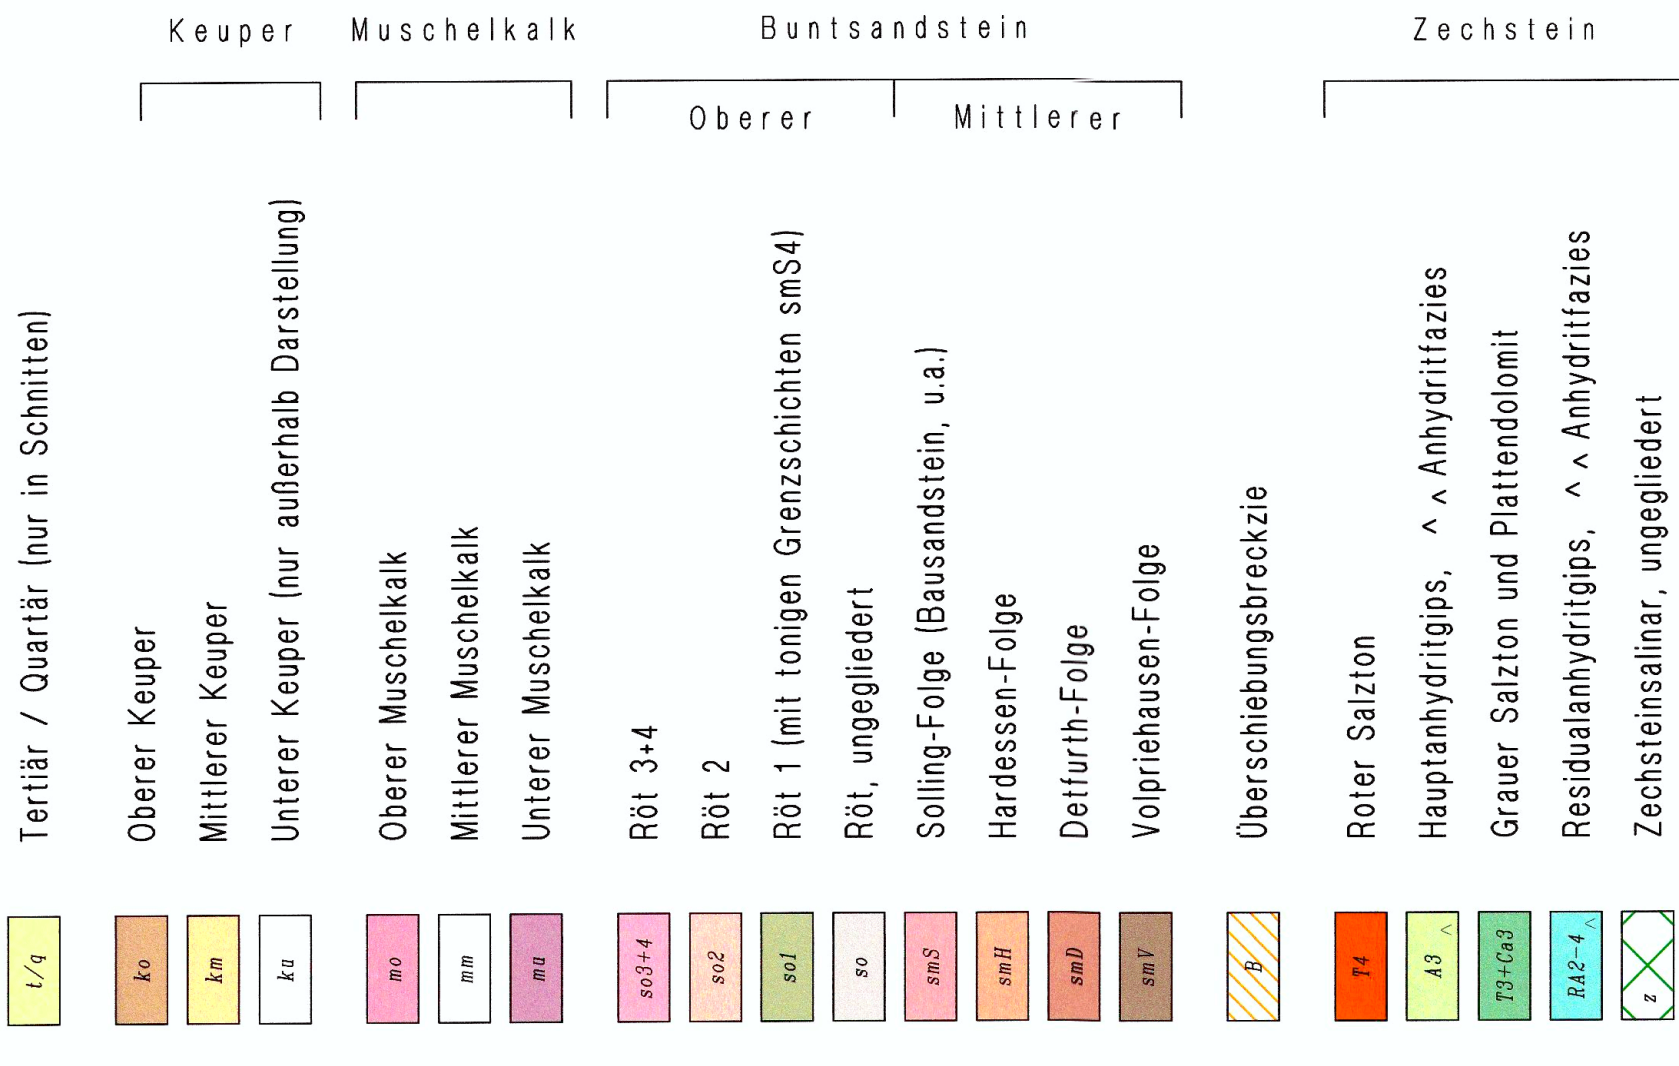 Keuper
Muschelkalk
Buntsandstein
Zechstein
Oberer
Mittlerer
Tertiär / Quartär (nur in Schnitten)
Oberer Keuper
Mittlerer Keuper
Unterer Keuper (nur außerhalb Darstellung)
Oberer Muschelkalk
Mittlerer Muschelkalk
Unterer Muschelkalk
Röt 3+4
Röt 2
Röt 1 (mit tonigen Grenzschichten smS4)
Röt, ungegliedert
Solling-Folge (Bausandstein, u.a.)
Hardessen-Folge
Detfurth-Folge
Volpriehausen-Folge
Überschiebungsbreckzie
Roter Salzton
Hauptanhydritgips, ^ ^ Anhydritfazies
Grauer Salzton und Plattendolomit
Residualanhydritgips, ^ ^ Anhydritfazies
Zechsteinsalinar, ungegliedert
t/q
ko
km
ku
mo
mm
mu
so3+4
so2
so1
so
smS
smH
smD
smV
B
T4
A3 ^
T3+Ca3
RA2-4 ^
z